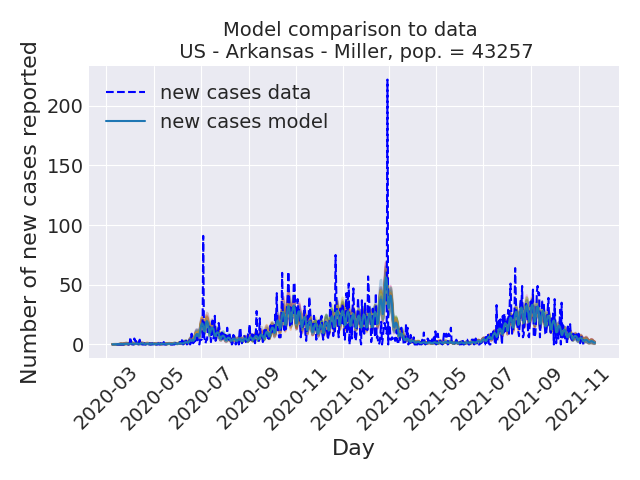 Model comparison to data
US - Arkansas - Miller, pop. = 43257
Number of new cases reported
200
150
100
50
0
new cases data
new cases model
2020-03
2020-05
2020-07
2020-09
2020-11
2021-01
2021-03
2021-05
2021-07
2021-09
2021-11
Day